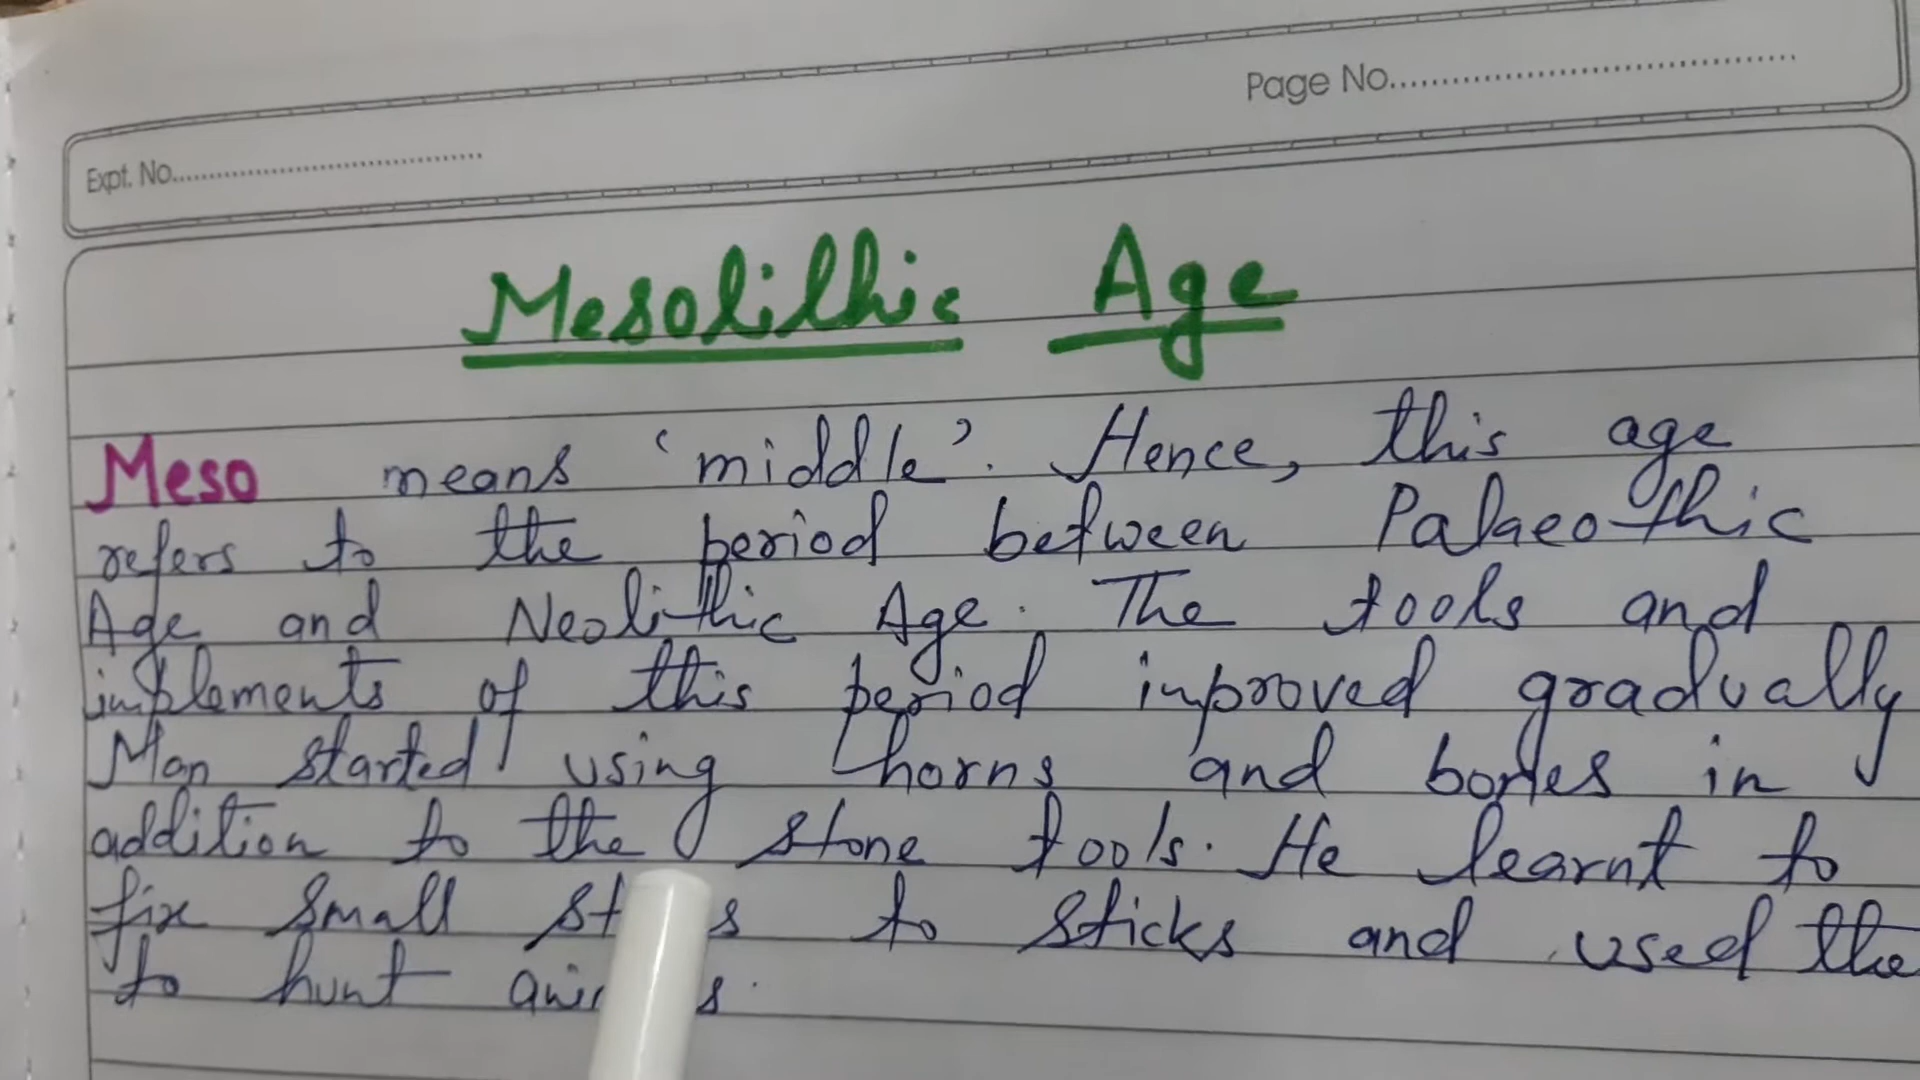 Page No.
Expt. No.
Mesolithic Age
Meso means 'middle'. Hence, this age
refers to the period between Palaeothic
Age and Neolithic Age. The tools and
implements of this period improved gradually
Man started using horns and bones in
addition to the stone tools. He learnt to
fix small to sticks and used
to hunt